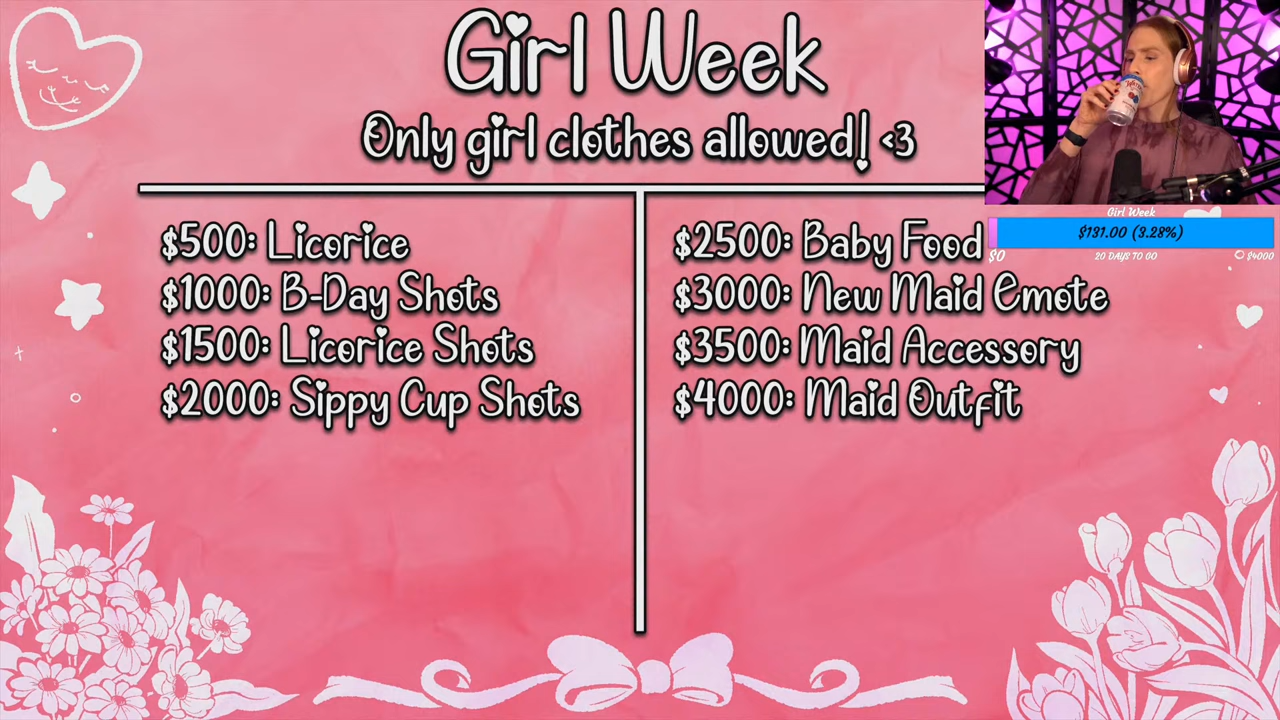 Girl Week
Only girl clothes allowed! <3
$500: Licorice
$1000: B-Day Shots
$1500: Licorice Shots
$2000: Sippy Cup Shots
$2500: Baby Food
$3000: New Maid Emote
$3500: Maid Accessory
$4000: Maid Outfit
Girl Week
$131.00 (3.28%)
$0
20 DAYS TO GO
$4000